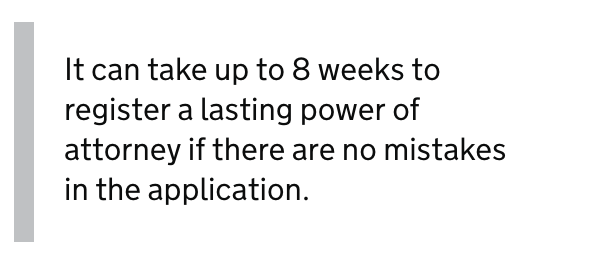 It can take up to 8 weeks to
register a lasting power of
attorney if there are no mistakes
in the application.